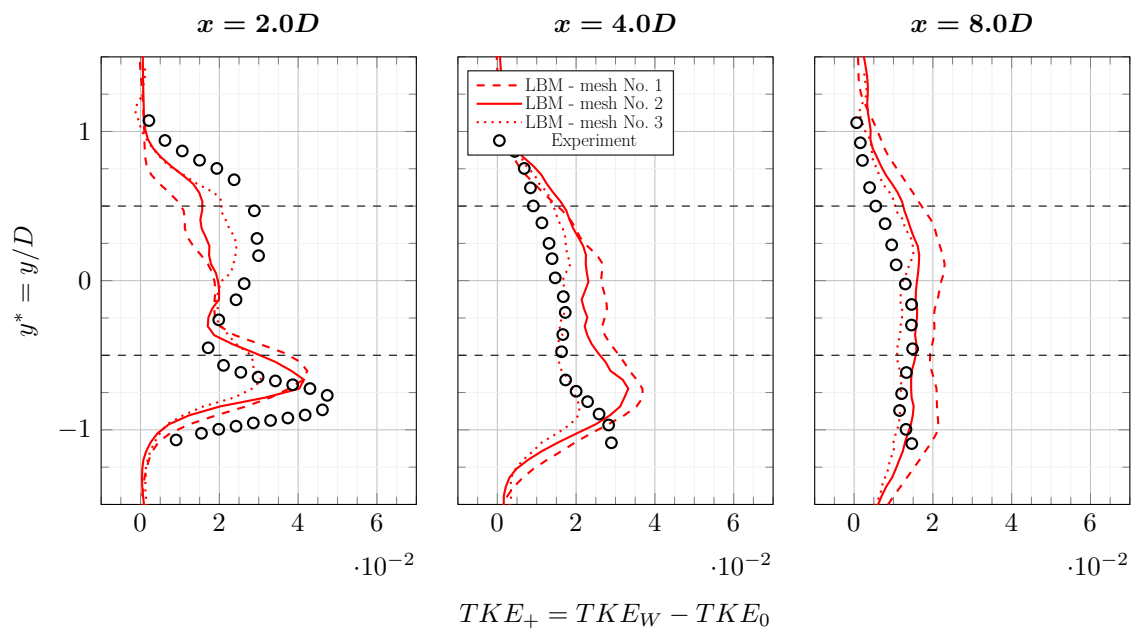 x = 2.0D
x = 4.0D
x = 8.0D
y* = y/D
1
0
−1
LBM - mesh No. 1
LBM - mesh No. 2
LBM - mesh No. 3
Experiment
0 2 4 6
0 2 4 6
0 2 4 6
·10⁻²
·10⁻²
·10⁻²
TKE₊ = TKE_W − TKE₀